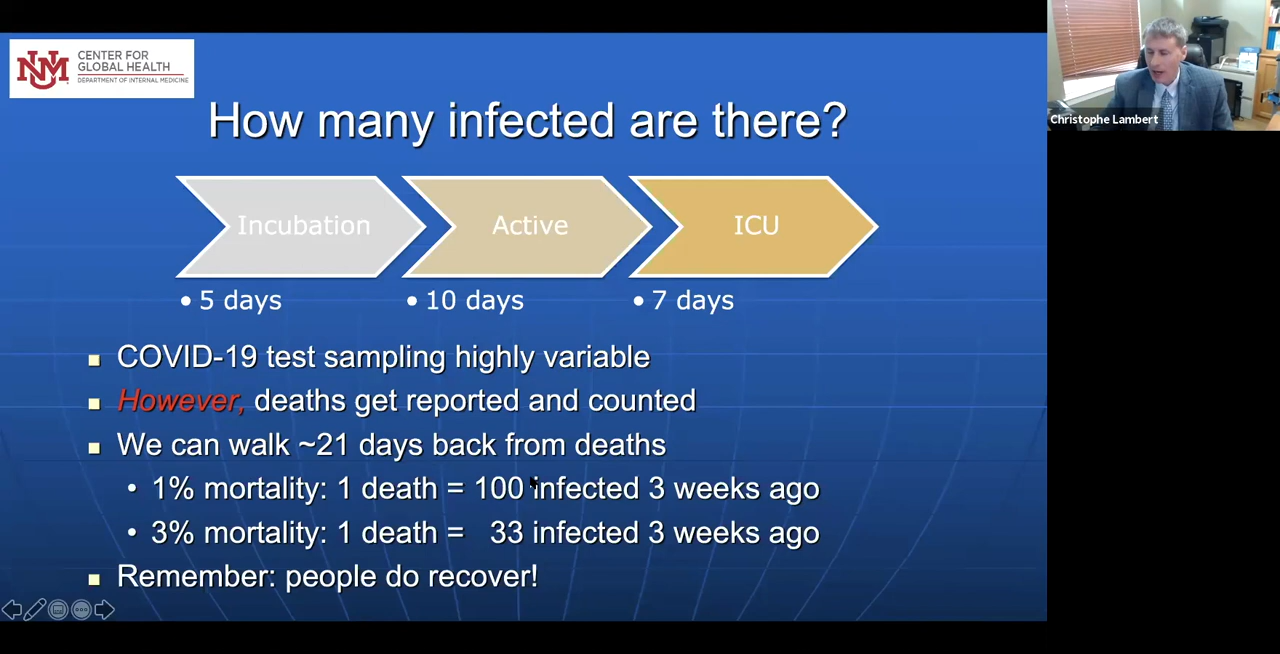 UNM
CENTER FOR
GLOBAL HEALTH
DEPARTMENT OF INTERNAL MEDICINE
How many infected are there?
Incubation
Active
ICU
• 5 days
• 10 days
• 7 days
COVID-19 test sampling highly variable
However, deaths get reported and counted
We can walk ~21 days back from deaths
• 1% mortality: 1 death = 100 infected 3 weeks ago
• 3% mortality: 1 death = 33 infected 3 weeks ago
Remember: people do recover!
Christophe Lambert